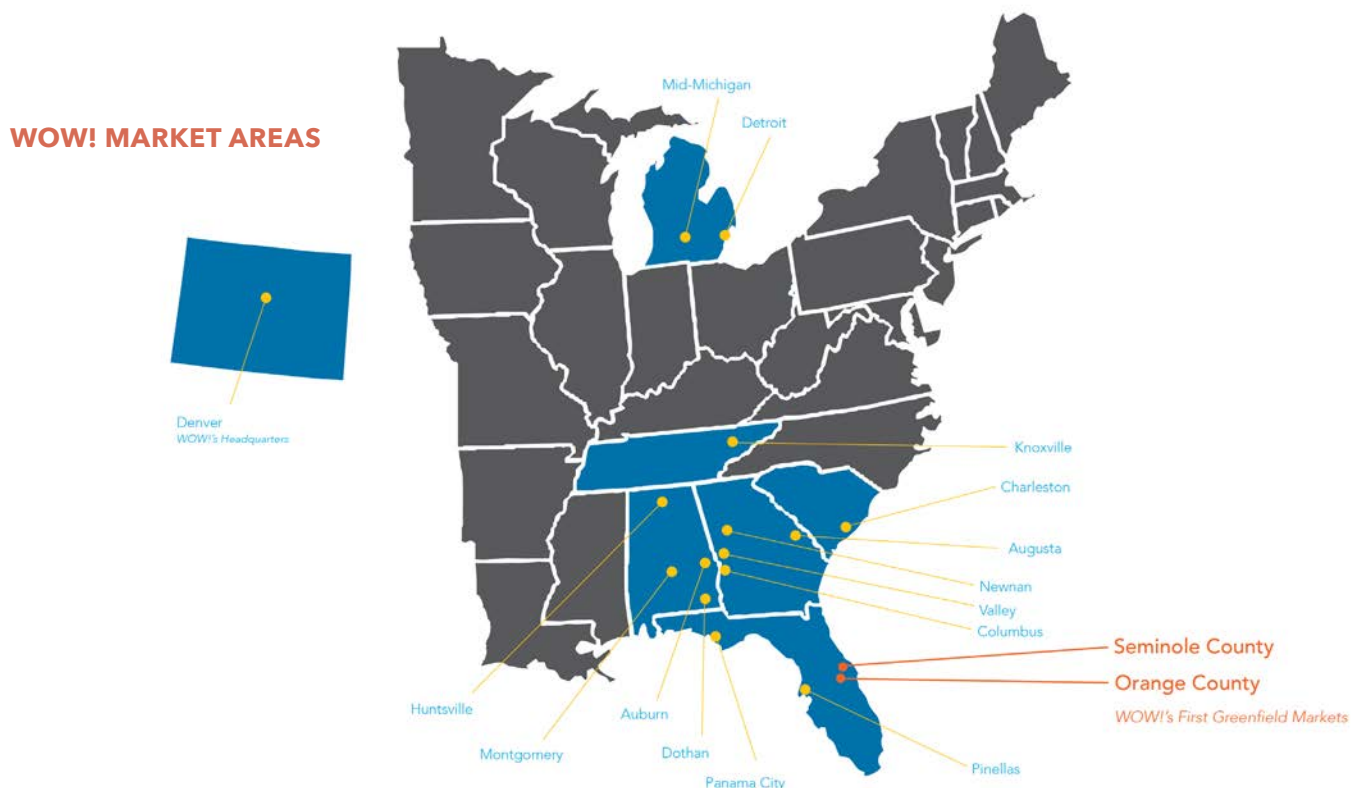 WOW! MARKET AREAS
Mid-Michigan
Detroit
Denver
WOW!'s Headquarters
Knoxville
Charleston
Augusta
Newnan
Valley
Columbus
Seminole County
Orange County
WOW!'s First Greenfield Markets
Huntsville
Auburn
Montgomery
Dothan
Panama City
Pinellas